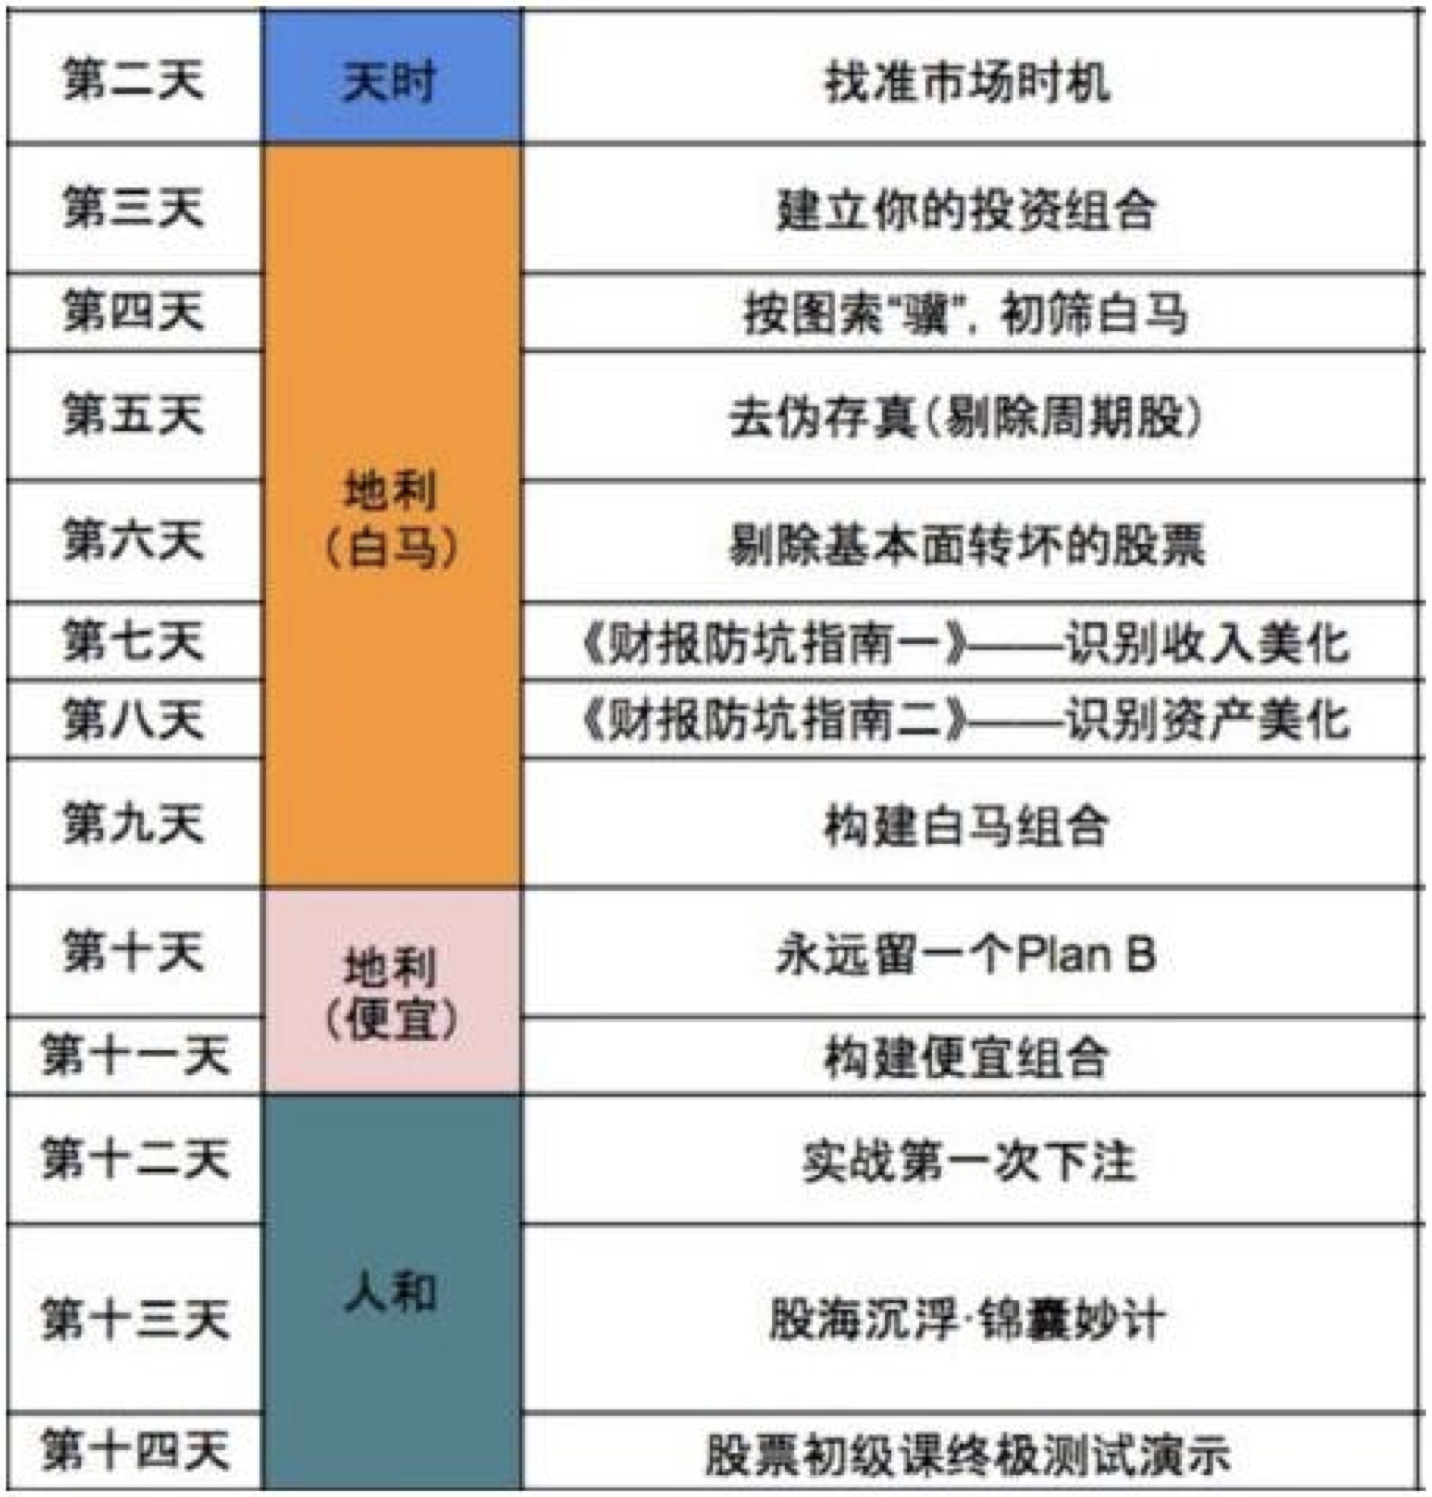 第二天
天时
找准市场时机
第三天
建立你的投资组合
第四天
按图索“骥”, 初筛白马
第五天
去伪存真(剔除周期股)
地利
(白马)
第六天
剔除基本面转坏的股票
第七天
《财报防坑指南一》——识别收入美化
第八天
《财报防坑指南二》——识别资产美化
第九天
构建白马组合
第十天
地利
(便宜)
永远留一个Plan B
第十一天
构建便宜组合
第十二天
实战第一次下注
人和
第十三天
股海沉浮·锦囊妙计
第十四天
股票初级课终极测试演示